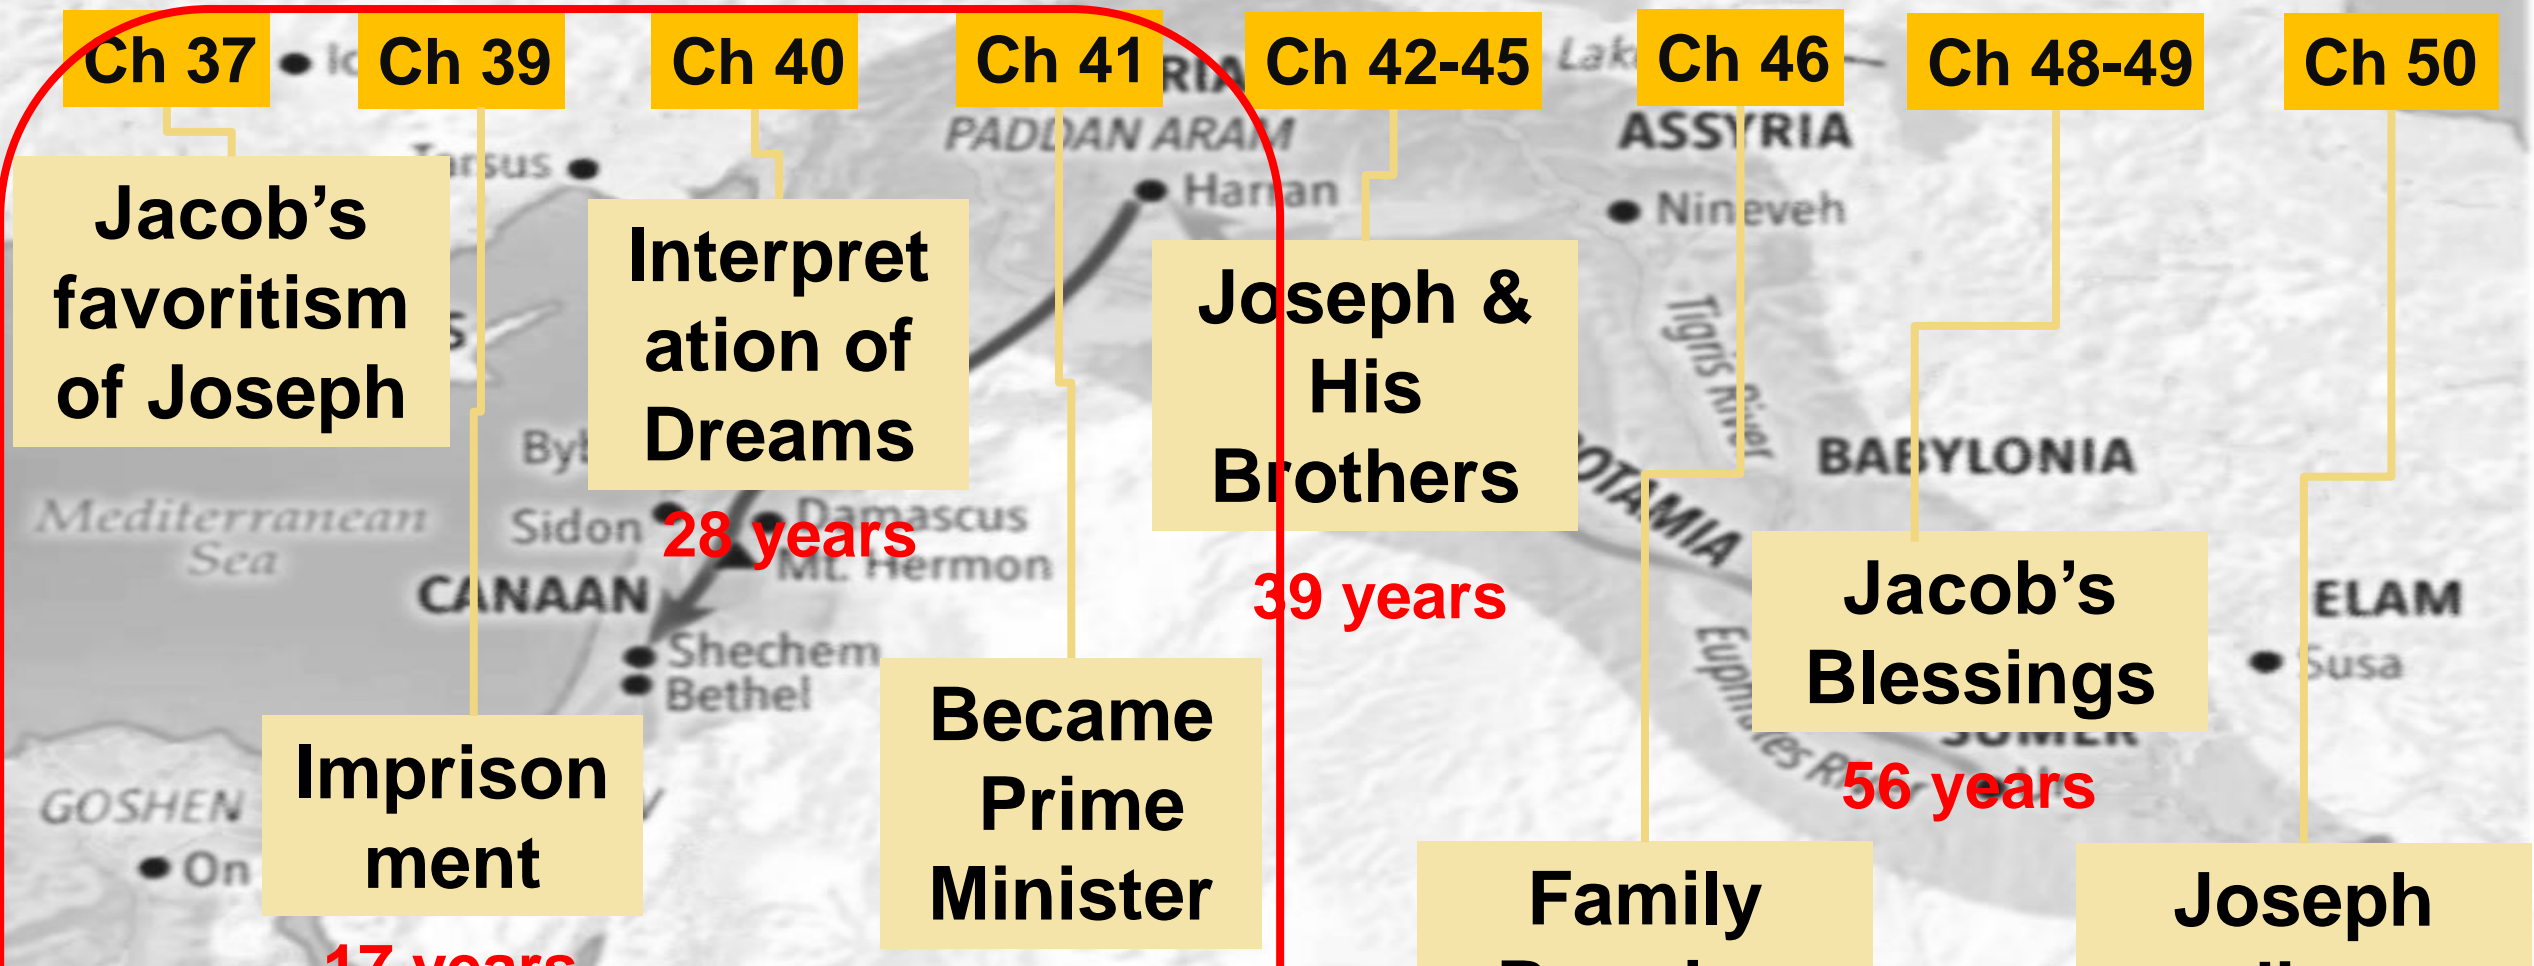 Ch 37
Ch 39
Ch 40
Ch 41
Ch 42-45
Ch 46
Ch 48-49
Ch 50
PADDAN ARAM
ASSYRIA
Harran
Nineveh
Jacob’s
favoritism
of Joseph
Interpret
ation of
Dreams
Joseph &
His
Brothers
Tigris River
BABYLONIA
Mediterranean
Sea
Sidon
Damascus
28 years
Mt. Hermon
CANAAN
39 years
ELAM
Jacob’s
Blessings
Shechem
Bethel
Susa
Became
Prime
Minister
Imprison
ment
56 years
GOSHEN
On
Family
Joseph
17 years